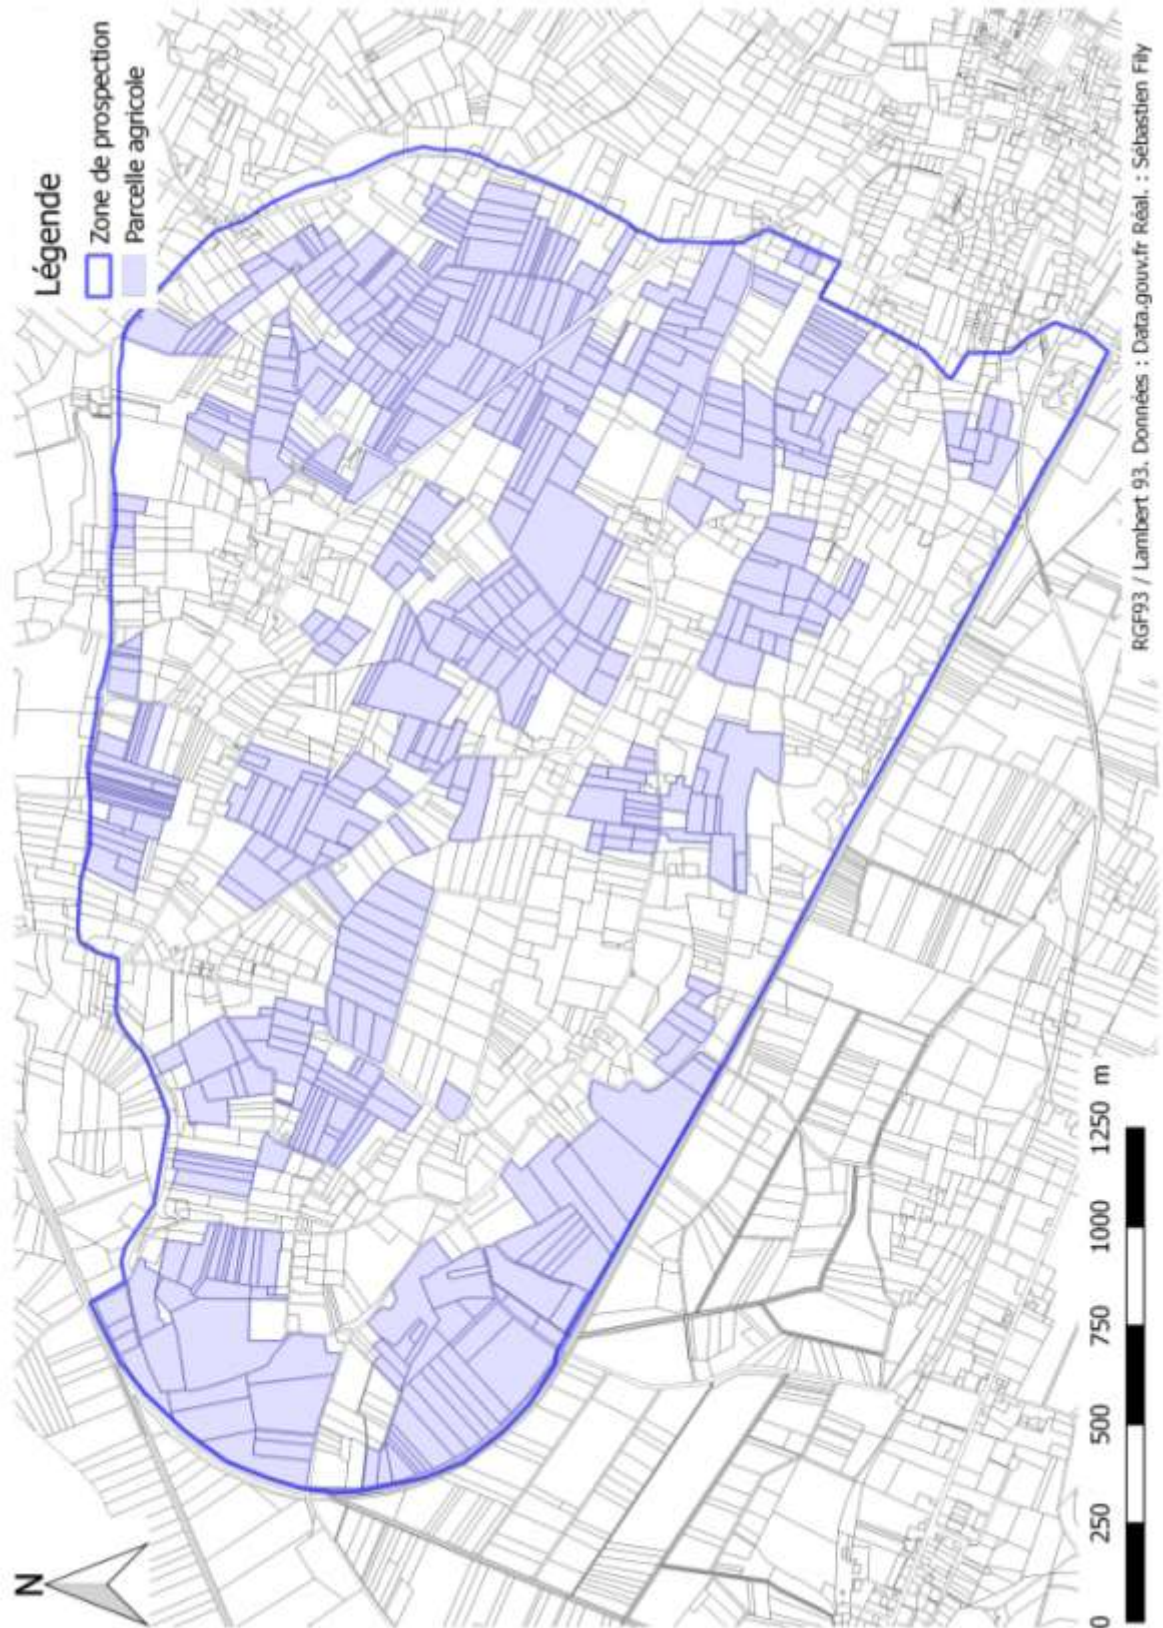 N
Légende
Zone de prospection
Parcelle agricole
0 250 500 750 1000 1250 m
RGF93 / Lambert 93. Données : Data.gouv.fr Réal. : Sébastien Fily